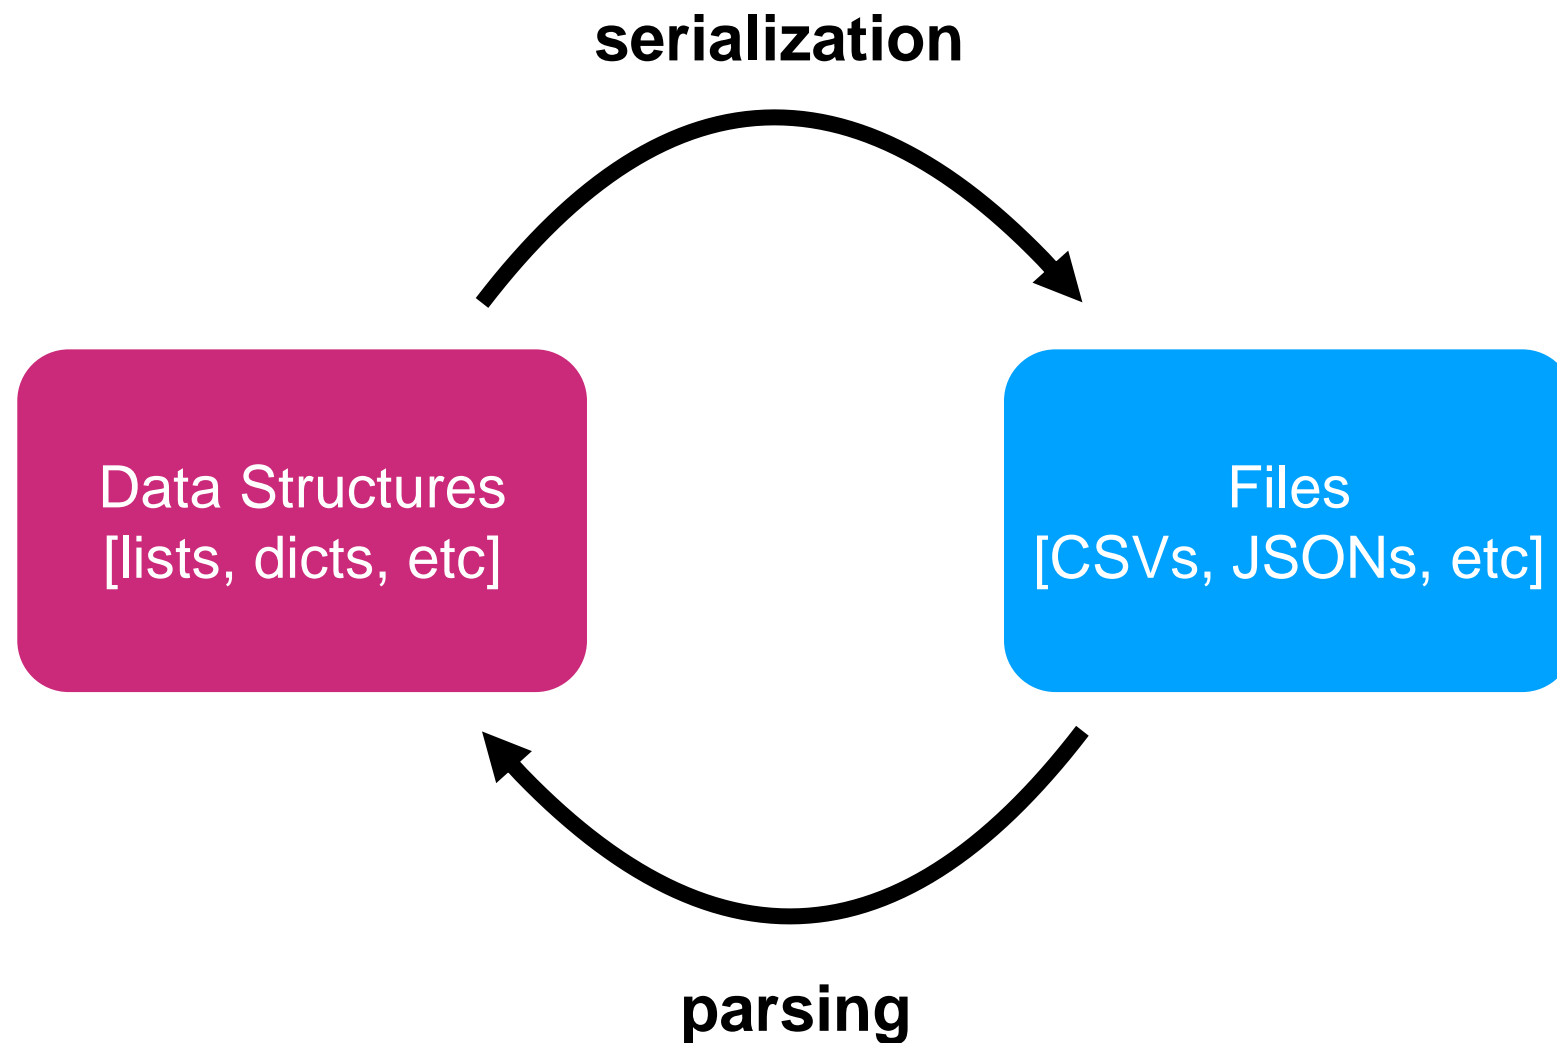 serialization
Data Structures
[lists, dicts, etc]
Files
[CSVs, JSONs, etc]
parsing